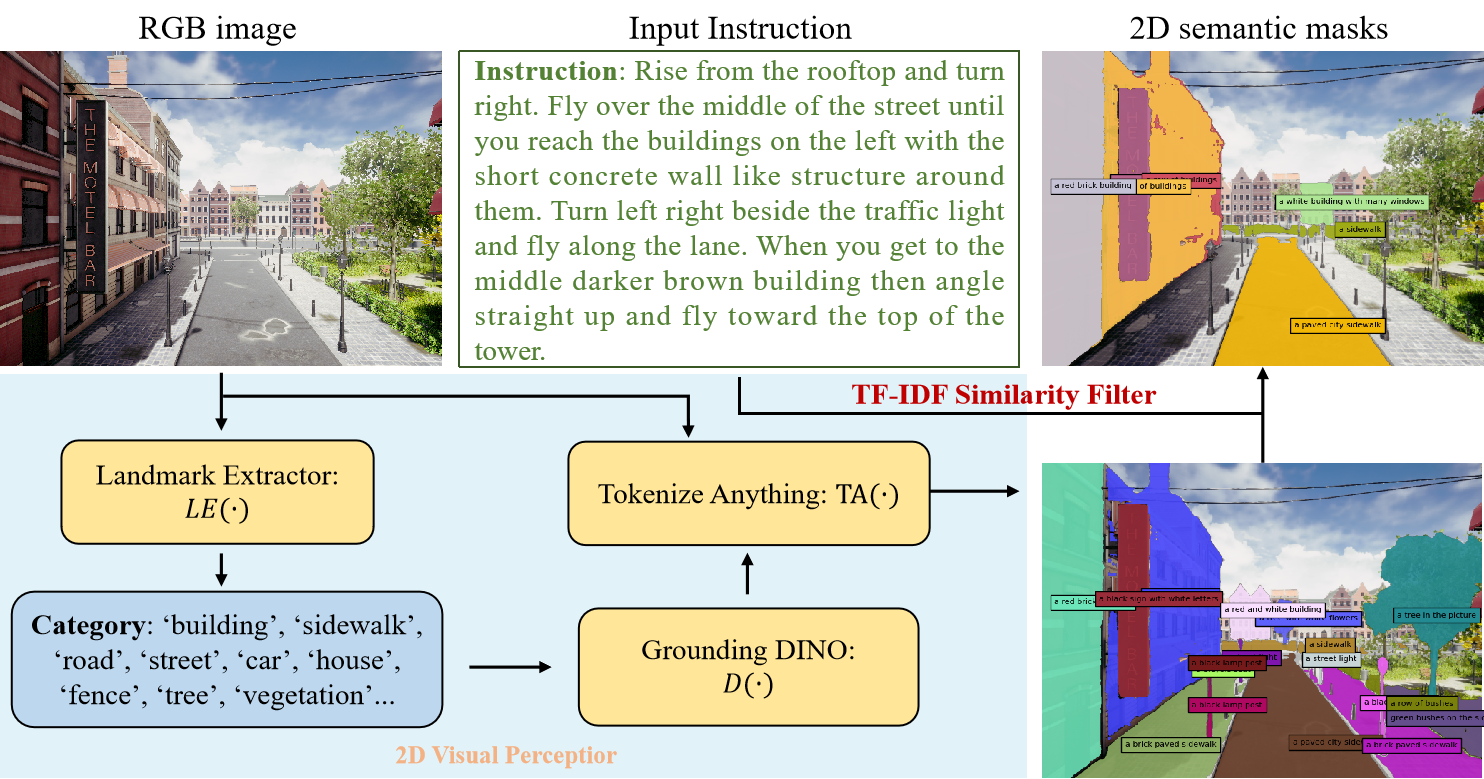 RGB image
Input Instruction
2D semantic masks
THE MOTEL BAR
Instruction: Rise from the rooftop and turn
right. Fly over the middle of the street until
you reach the buildings on the left with the
short concrete wall like structure around
them. Turn left right beside the traffic light
and fly along the lane. When you get to the
middle darker brown building then angle
straight up and fly toward the top of the
tower.
a red brick building
of buildings
buildings
a white building with many windows
a sidewalk
a paved city sidewalk
TF-IDF Similarity Filter
Landmark Extractor:
LE(·)
Tokenize Anything: TA(·)
Category: ‘building’, ‘sidewalk’,
‘road’, ‘street’, ‘car’, ‘house’,
‘fence’, ‘tree’, ‘vegetation’...
Grounding DINO:
D(·)
2D Visual Perceptior
a red bric
a black sign with white letters
a red and white building
flowers
a tree in the picture
a sidewalk
a street light
ght
a black lamp post
a black lamp post
a blac
a row of bushes
green bushes on the s
a brick paved sidewalk
a paved city side
a brick paved sidewalk